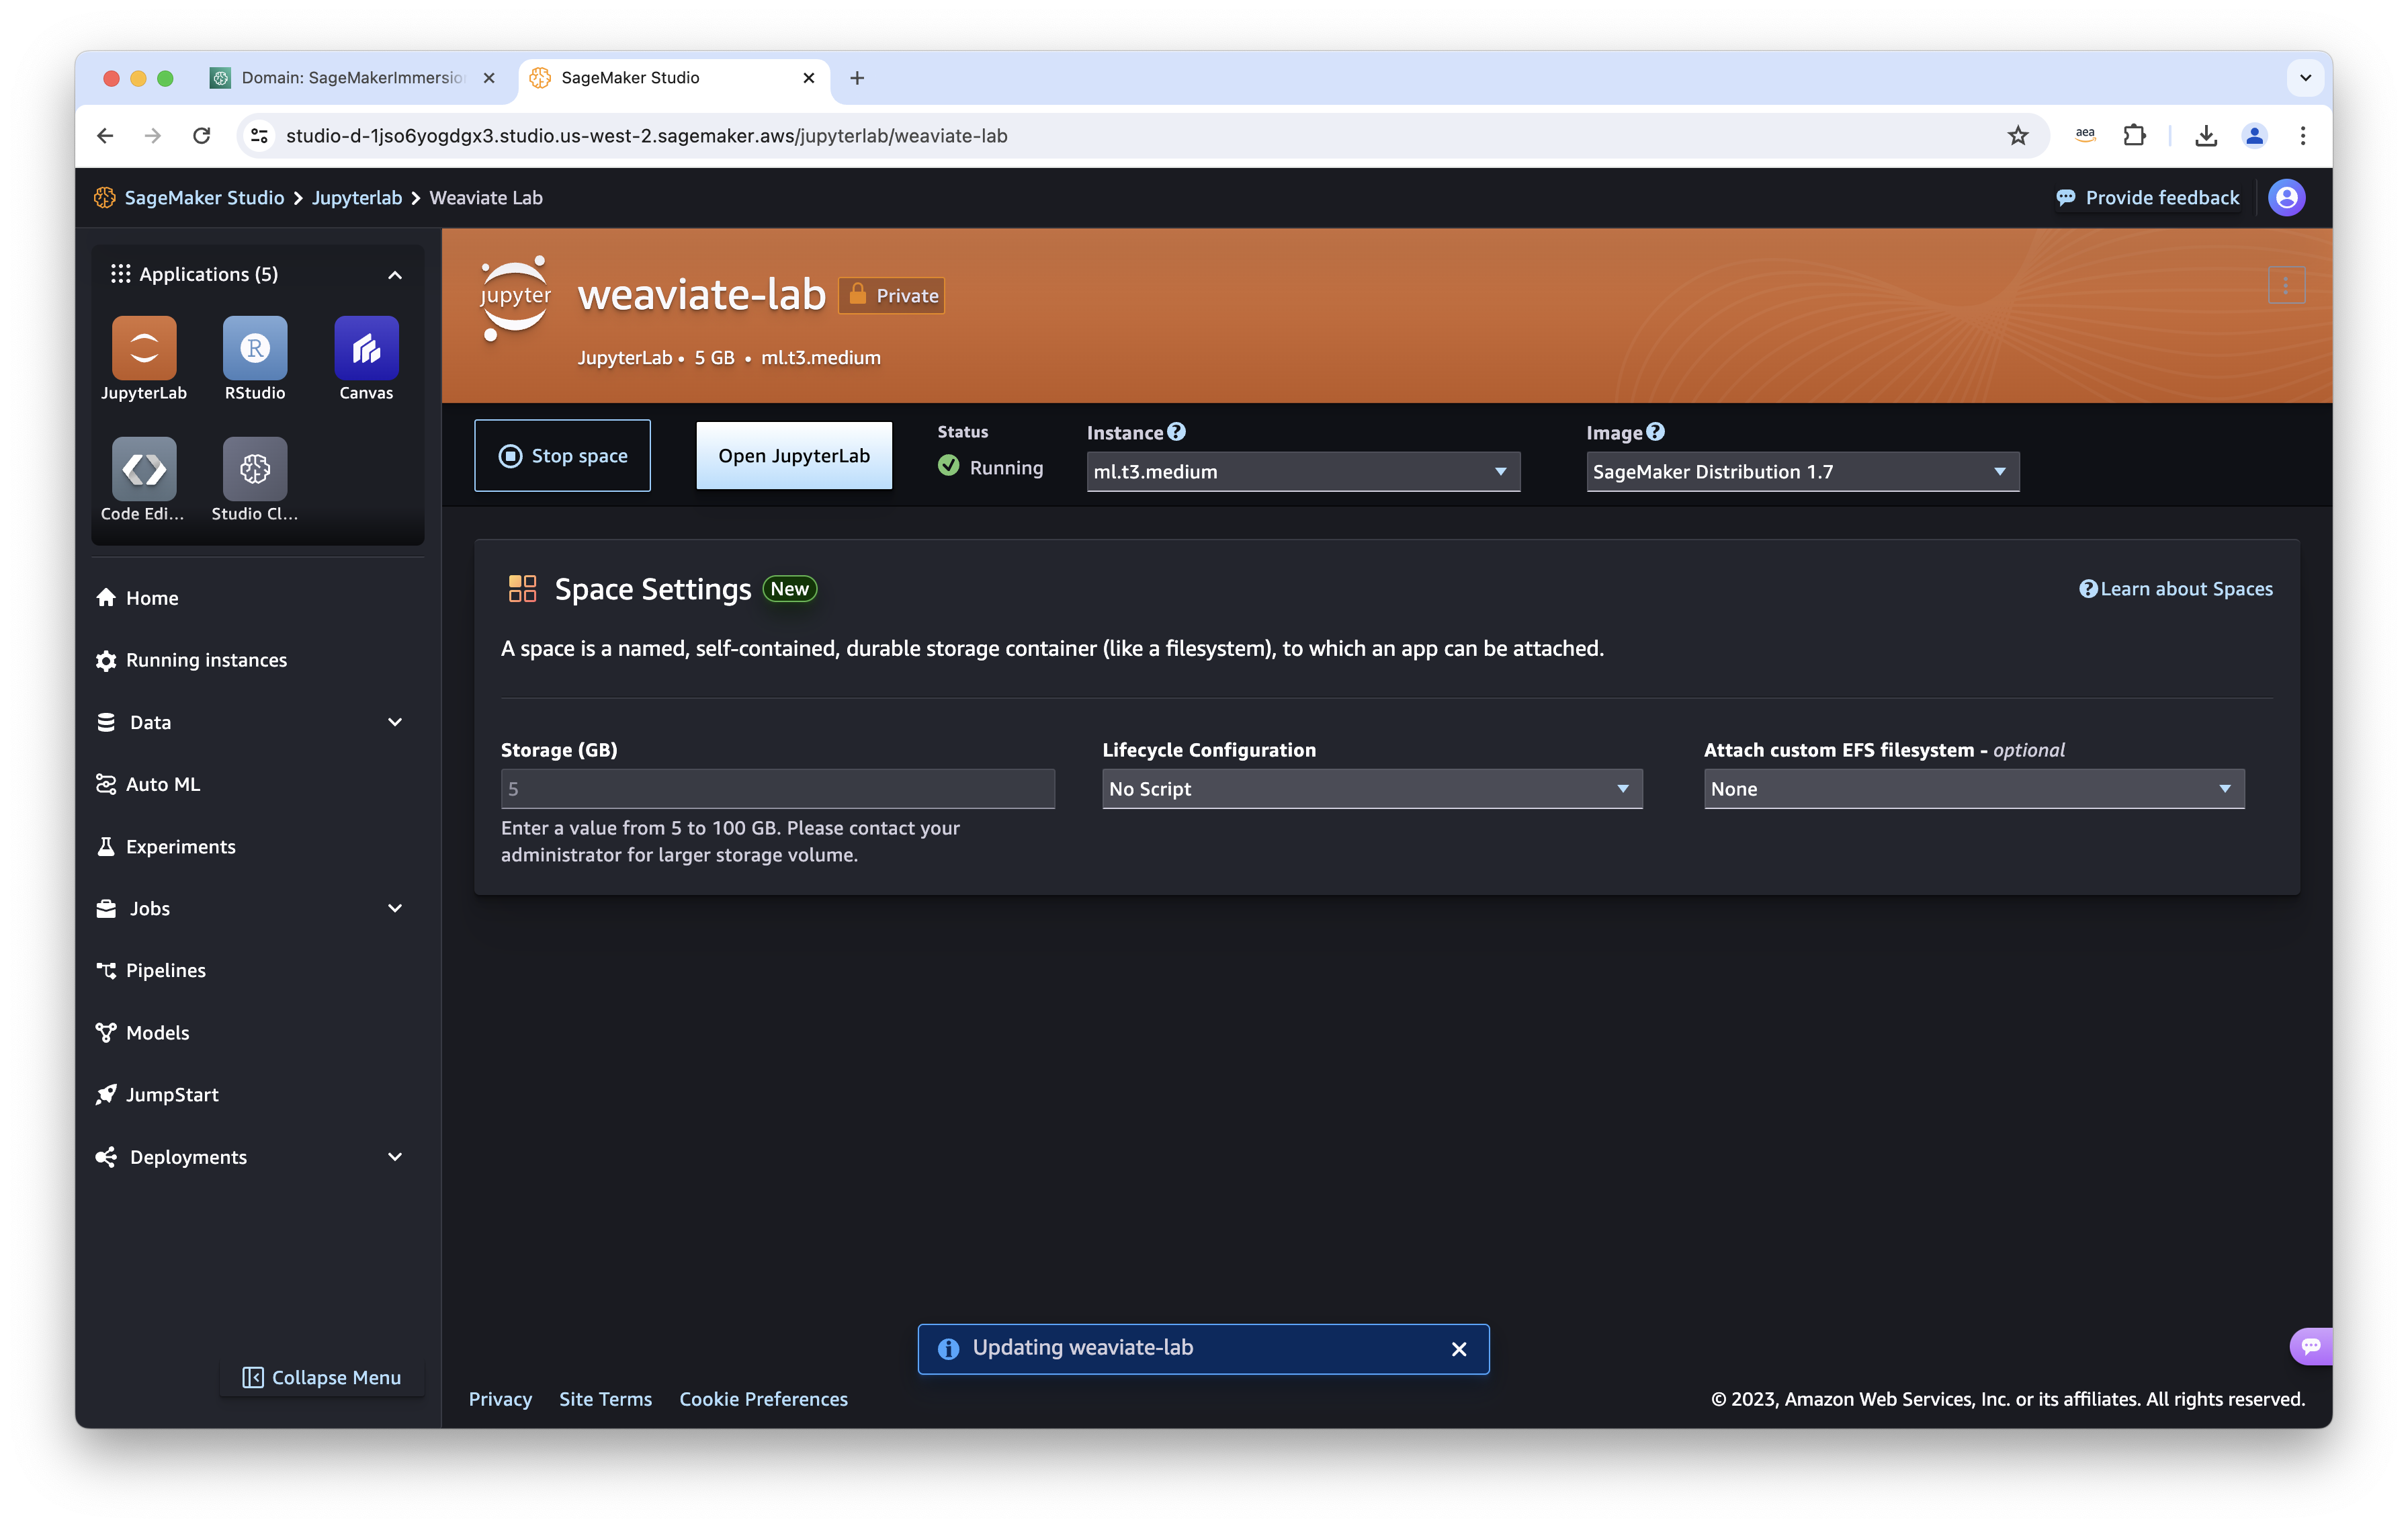 Domain: SageMakerImmersion
SageMaker Studio
studio-d-1jso6yogdgx3.studio.us-west-2.sagemaker.aws/jupyterlab/weaviate-lab
aea
SageMaker Studio > Jupyterlab > Weaviate Lab
Provide feedback
Applications (5)
JupyterLab
RStudio
Canvas
Code Edi...
Studio Cl...
Home
Running instances
Data
Auto ML
Experiments
Jobs
Pipelines
Models
JumpStart
Deployments
Collapse Menu
jupyter
weaviate-lab
Private
JupyterLab • 5 GB • ml.t3.medium
Stop space
Open JupyterLab
Status
Running
Instance
ml.t3.medium
Image
SageMaker Distribution 1.7
Space Settings
New
Learn about Spaces
A space is a named, self-contained, durable storage container (like a filesystem), to which an app can be attached.
Storage (GB)
5
Enter a value from 5 to 100 GB. Please contact your
administrator for larger storage volume.
Lifecycle Configuration
No Script
Attach custom EFS filesystem - optional
None
Updating weaviate-lab
Privacy
Site Terms
Cookie Preferences
© 2023, Amazon Web Services, Inc. or its affiliates. All rights reserved.